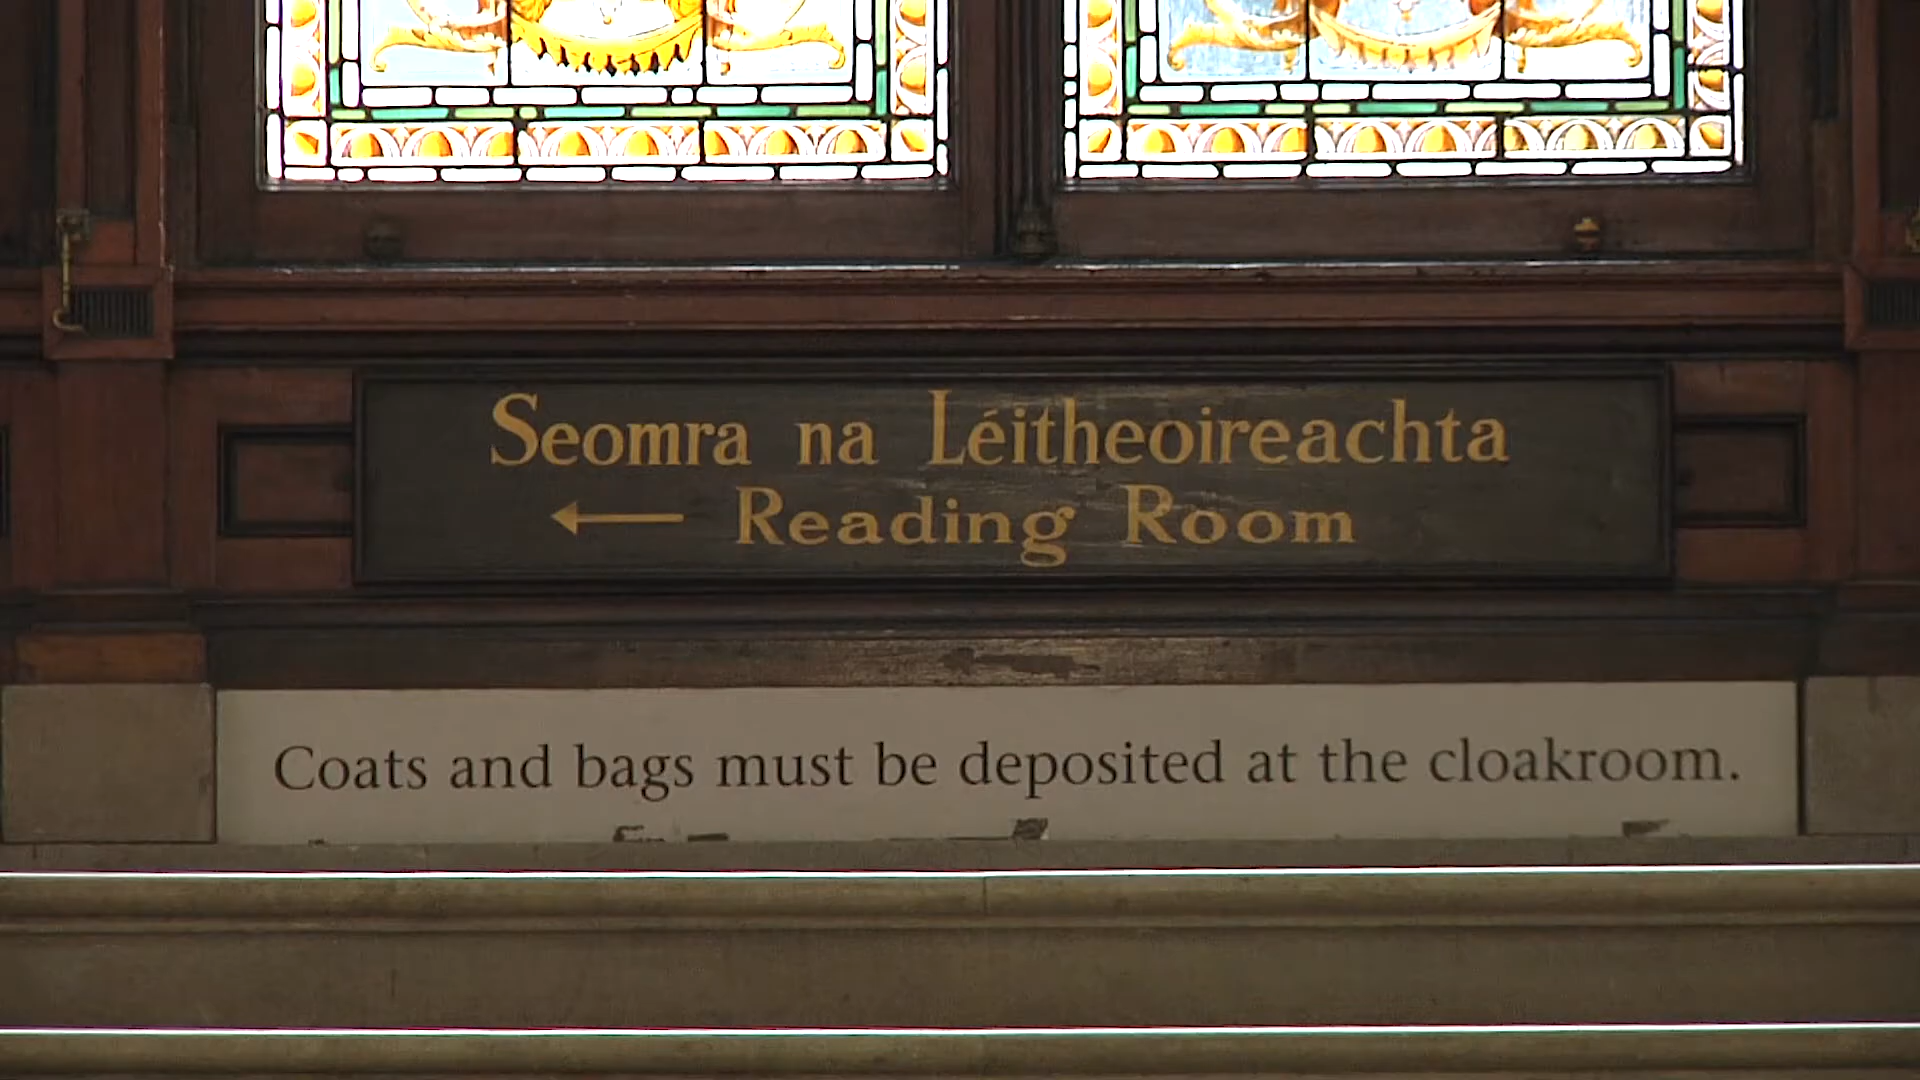 Seomra na Léitheoireachta
← Reading Room
Coats and bags must be deposited at the cloakroom.